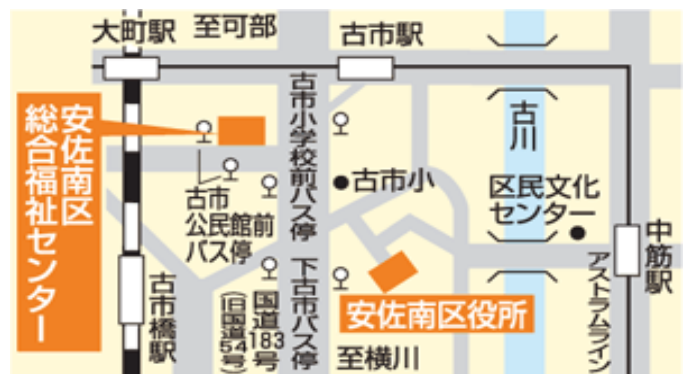 大町駅
至可部
古市駅
安佐南区
総合福祉センター
古市小学校前バス停
古川
古市小
区民文化
センター
古市
公民館前
バス停
中筋駅
アストラムライン
下古市バス停
国道183号
(旧国道54号)
古市橋駅
安佐南区役所
至横川